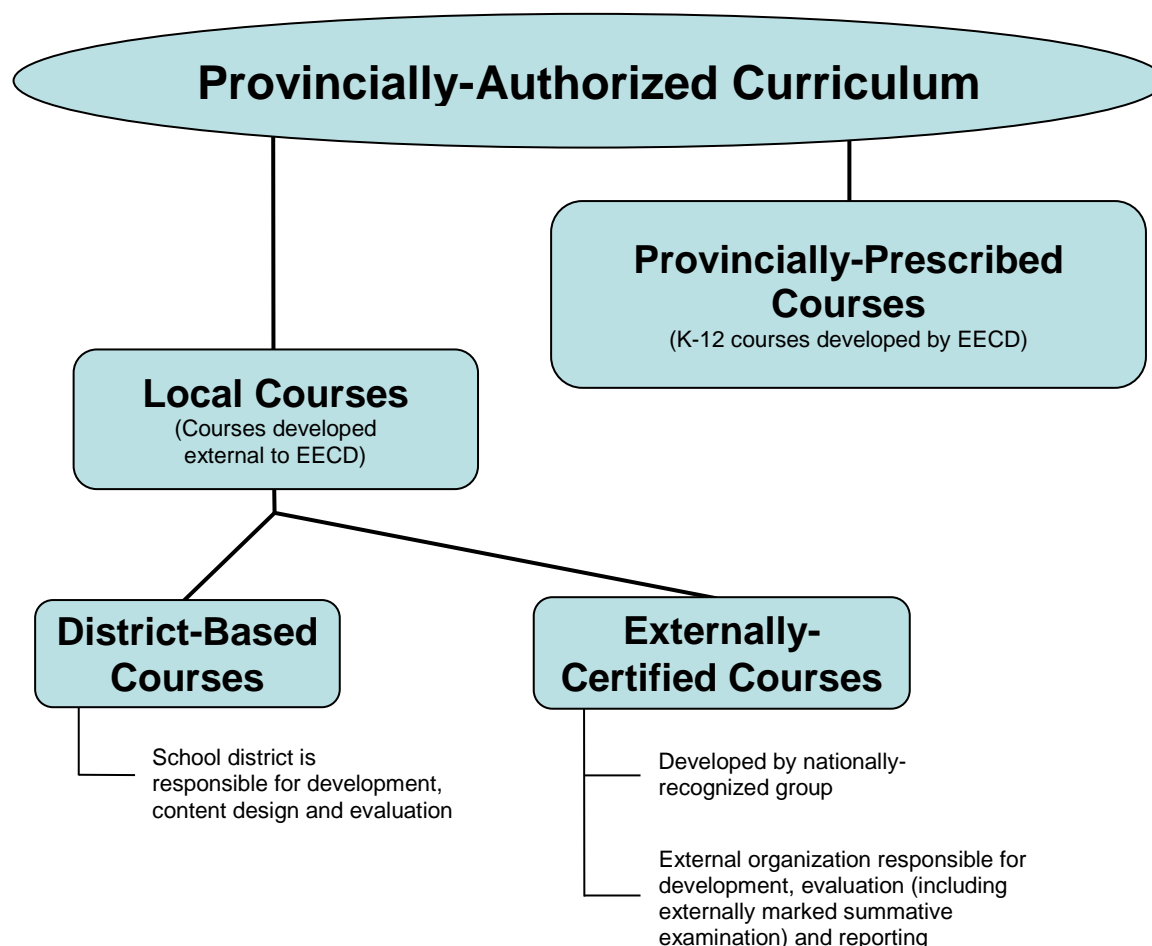 Provincially-Authorized Curriculum
Provincially-Prescribed
Courses
(K-12 courses developed by EECD)
Local Courses
(Courses developed
external to EECD)
District-Based
Courses
Externally-
Certified Courses
School district is
responsible for development,
content design and evaluation
Developed by nationally-
recognized group
External organization responsible for
development, evaluation (including
externally marked summative
examination) and reporting